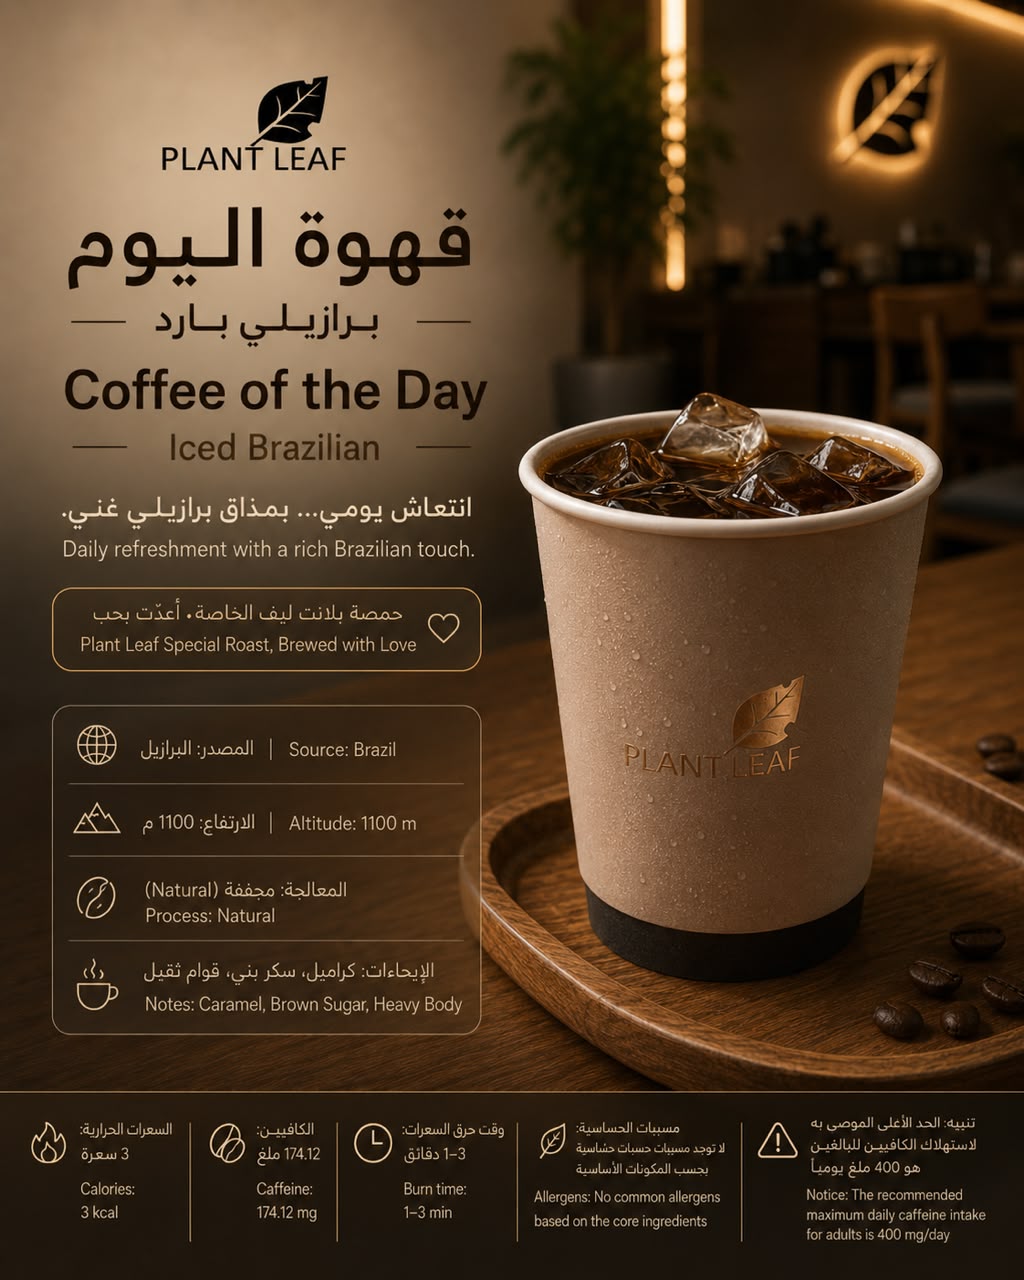 PLANT LEAF
قهوة اليوم
برازيلي بارد
Coffee of the Day
Iced Brazilian
انتعاش يومي... بمذاق برازيلي غني.
Daily refreshment with a rich Brazilian touch.
حمصة بلانت ليف الخاصة، أعدّت بحب
Plant Leaf Special Roast, Brewed with Love
المصدر: البرازيل | Source: Brazil
الارتفاع: 1100 م | Altitude: 1100 m
المعالجة: مجففة (Natural)
Process: Natural
الإيحاءات: كراميل، سكر بني، قوام ثقيل
Notes: Caramel, Brown Sugar, Heavy Body
PLANT LEAF
السعرات الحرارية:
3 سعرة
Calories:
3 kcal
الكافيين:
174.12 ملغ
Caffeine:
174.12 mg
وقت حرق السعرات:
1–3 دقائق
Burn time:
1–3 min
مسببات الحساسية:
لا توجد مسببات حسبات حشاسية
بحسب المكونات الأساسية
Allergens: No common allergens
based on the core ingredients
تنبيه: الحد الأعلى الموصى به
لاستهلاك الكافيين للبالغين
هو 400 ملغ يومياً
Notice: The recommended
maximum daily caffeine intake
for adults is 400 mg/day